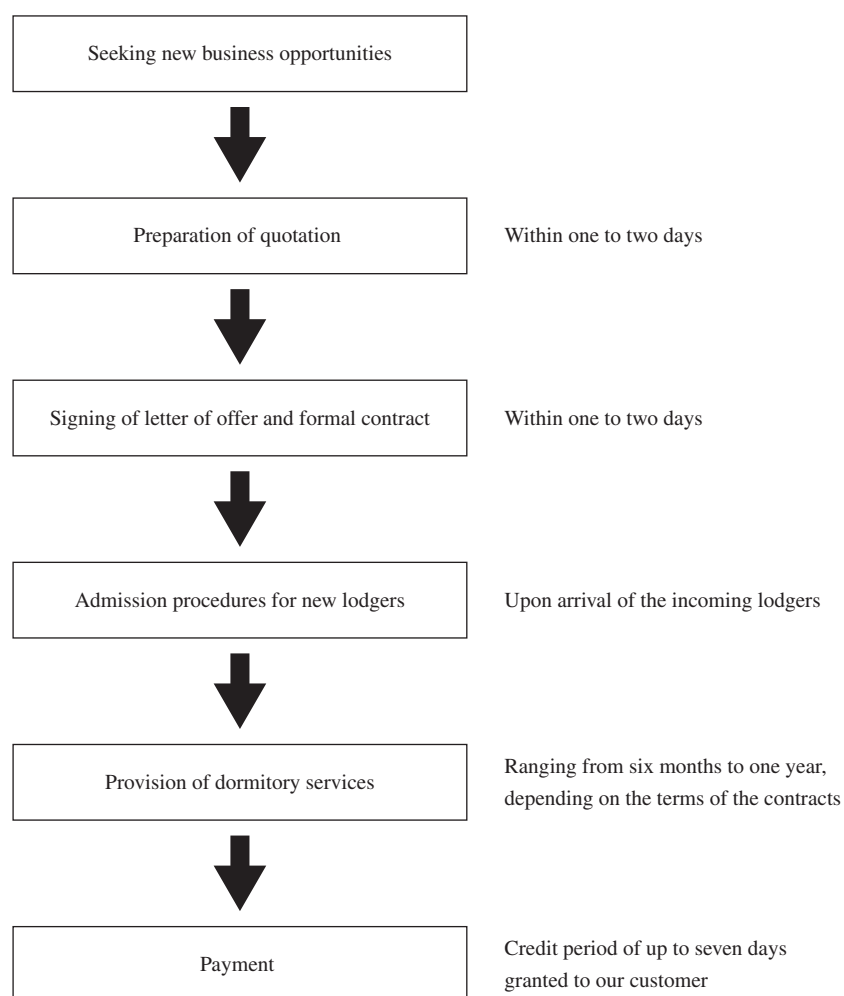 Seeking new business opportunities
Preparation of quotation
Within one to two days
Signing of letter of offer and formal contract
Within one to two days
Admission procedures for new lodgers
Upon arrival of the incoming lodgers
Provision of dormitory services
Ranging from six months to one year,
depending on the terms of the contracts
Payment
Credit period of up to seven days
granted to our customer